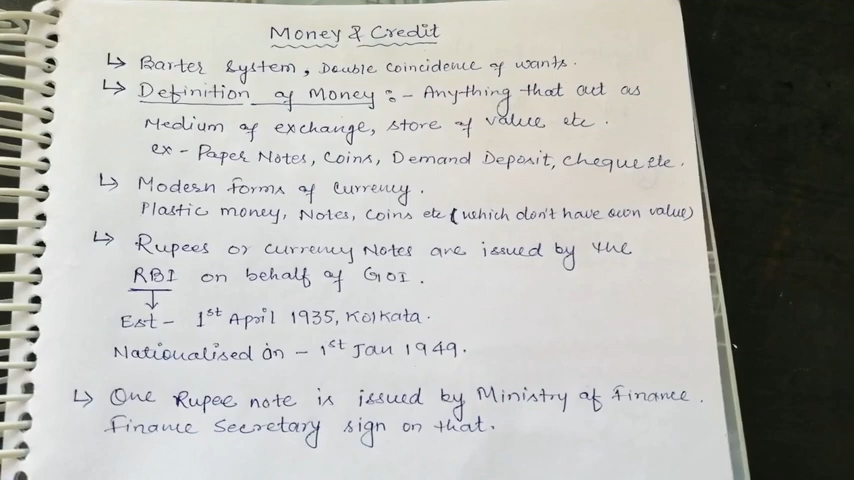 Money & Credit
↳ Barter System, Double coincidence of wants.
↳ Definition of Money :- Anything that act as
Medium of exchange, store of value etc.
ex - Paper Notes, Coins, Demand Deposit, cheque etc.
↳ Modern forms of currency.
Plastic money, Notes, coins etc (which don't have own value)
↳ Rupees or currency Notes are issued by the
RBI on behalf of GOI.
↓
Est - 1st April 1935, Kolkata.
Nationalised on - 1st Jan 1949.
↳ One Rupee note is issued by Ministry of Finance.
Finance Secretary sign on that.